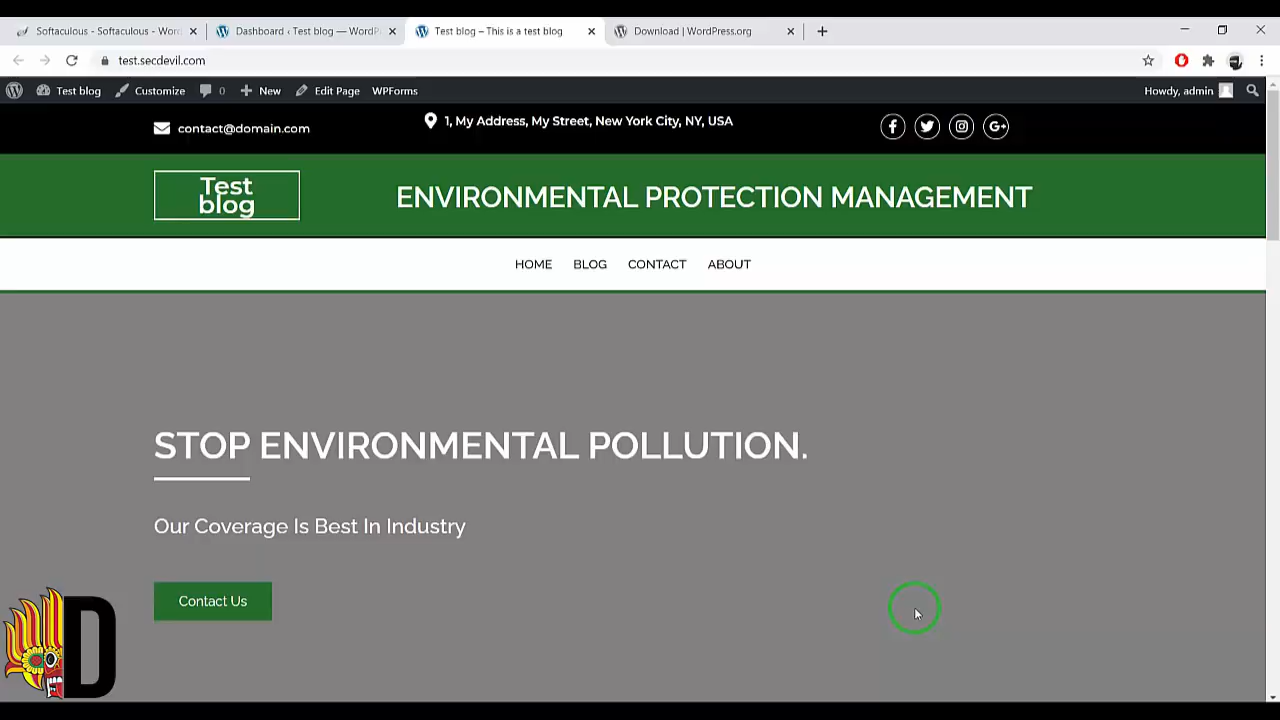 Softaculous - Softaculous - Wor
Dashboard ‹ Test blog — WordP
Test blog – This is a test blog
Download | WordPress.org
test.secdevil.com
Test blog
Customize
0
New
Edit Page
WPForms
Howdy, admin
contact@domain.com
1, My Address, My Street, New York City, NY, USA
Test
blog
ENVIRONMENTAL PROTECTION MANAGEMENT
HOME BLOG CONTACT ABOUT
STOP ENVIRONMENTAL POLLUTION.
Our Coverage Is Best In Industry
Contact Us
D